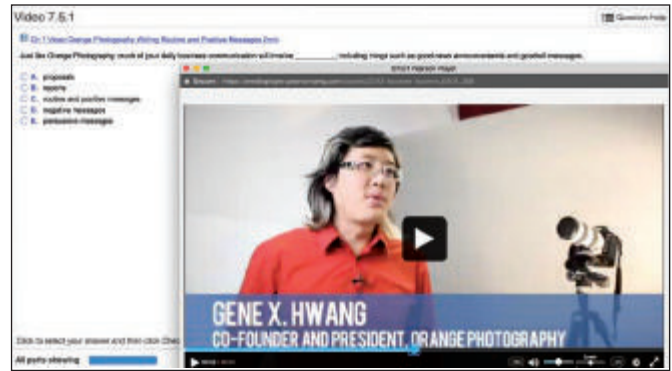 Video 7.5.1
Question Help
Ch 7 Video Orange Photography Writing Routine and Positive Messages
Just like Orange Photography, much of your daily business communication will involve ________, including things such as good-news announcements and goodwill messages.
A. proposals
B. reports
C. routine and positive messages
D. negative messages
E. persuasive messages
GENE X. HWANG
CO-FOUNDER AND PRESIDENT, ORANGE PHOTOGRAPHY
Click to select your answer and then click Chec
All parts showing